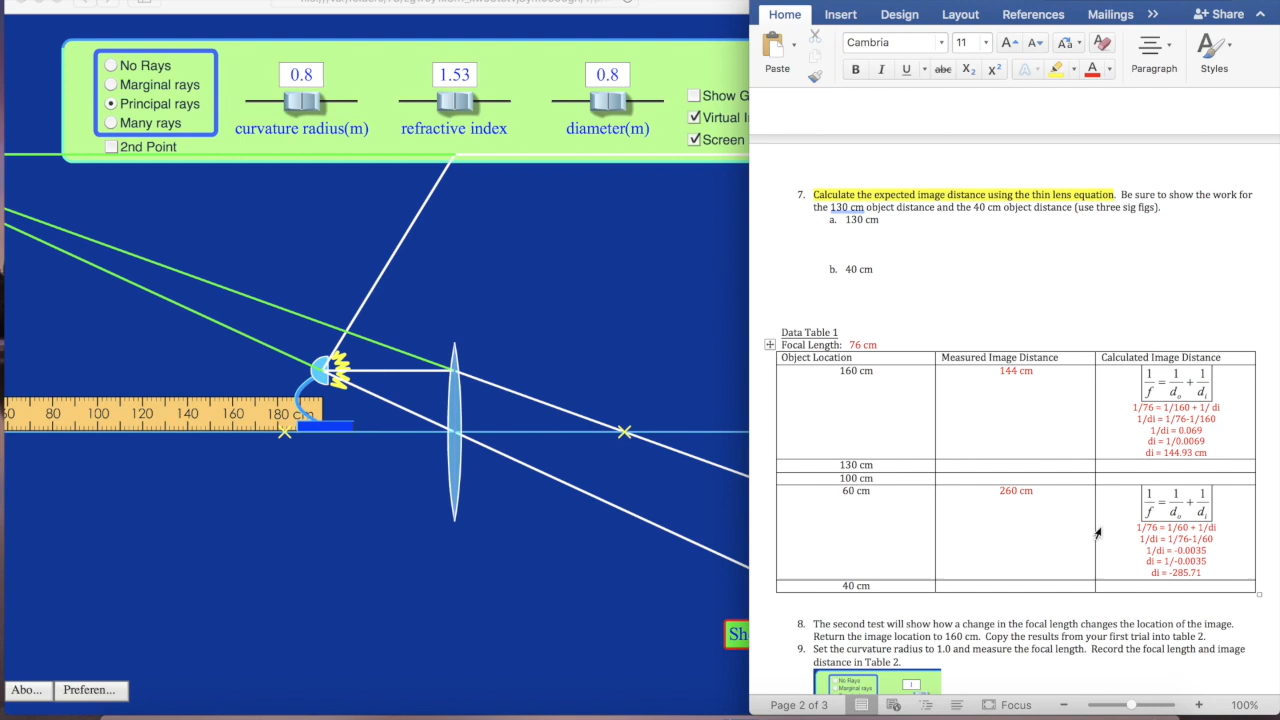 No Rays
Marginal rays
Principal rays
Many rays
2nd Point
0.8
curvature radius(m)
1.53
refractive index
0.8
diameter(m)
Show G
Virtual I
Screen
80 100 120 140 160 180 cm
Sh
Abo... Preferen...
Home Insert Design Layout References Mailings Share
Paste
Cambria 11
B I U abc X2 X2 A A
Paragraph
Styles
7. Calculate the expected image distance using the thin lens equation. Be sure to show the work for
the 130 cm object distance and the 40 cm object distance (use three sig figs).
a. 130 cm
b. 40 cm
Data Table 1
Focal Length: 76 cm
Object Location Measured Image Distance Calculated Image Distance
160 cm 144 cm 1/f = 1/do + 1/di
1/76 = 1/160 + 1/ di
1/di = 1/76-1/160
1/di = 0.069
di = 1/0.0069
di = 144.93 cm
130 cm
100 cm
60 cm 260 cm 1/f = 1/do + 1/di
1/76 = 1/60 + 1/di
1/di = 1/76-1/60
1/di = -0.0035
di = 1/-0.0035
di = -285.71
40 cm
8. The second test will show how a change in the focal length changes the location of the image.
Return the image location to 160 cm. Copy the results from your first trial into table 2.
9. Set the curvature radius to 1.0 and measure the focal length. Record the focal length and image
distance in Table 2.
No Rays
Marginal rays
1
Page 2 of 3 Focus 100%